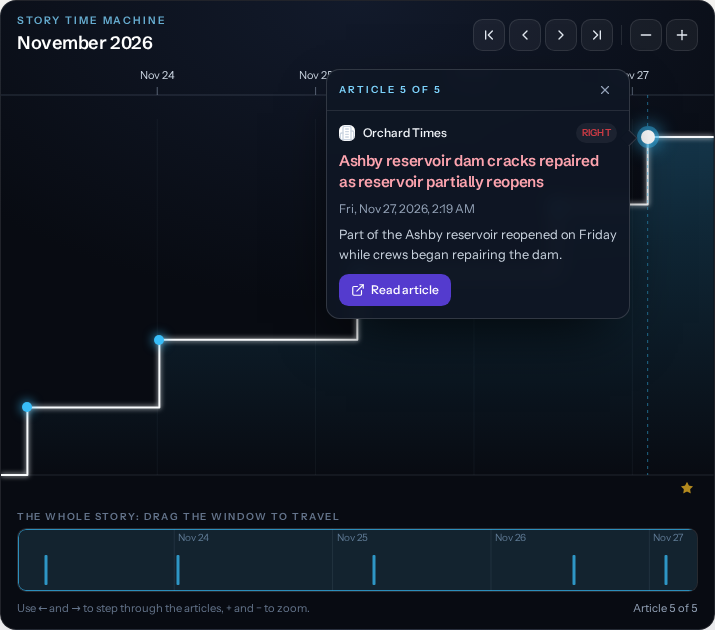 STORY TIME MACHINE
November 2026
Nov 24
Nov 25
27
ARTICLE 5 OF 5
Orchard Times
RIGHT
Ashby reservoir dam cracks repaired
as reservoir partially reopens
Fri, Nov 27, 2026, 2:19 AM
Part of the Ashby reservoir reopened on Friday
while crews began repairing the dam.
Read article
THE WHOLE STORY: DRAG THE WINDOW TO TRAVEL
Nov 24
Nov 25
Nov 26
Nov 27
Use ← and → to step through the articles, + and − to zoom.
Article 5 of 5